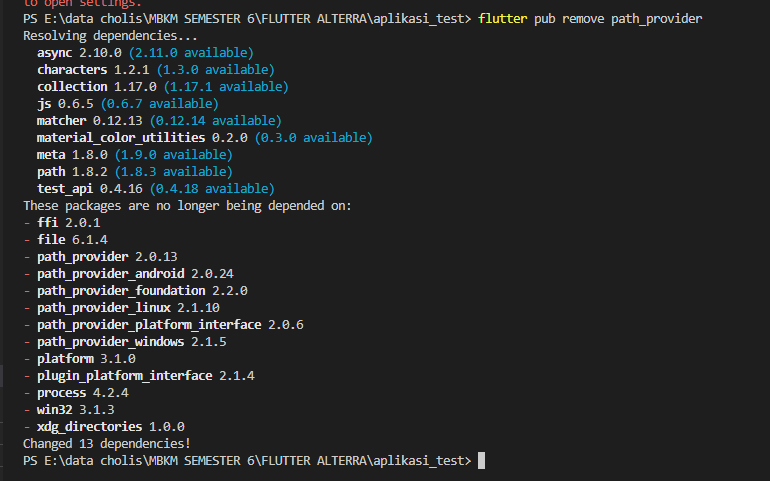 to open settings.
PS E:\data cholis\MBKM SEMESTER 6\FLUTTER ALTERRA\aplikasi_test> flutter pub remove path_provider
Resolving dependencies...
async 2.10.0 (2.11.0 available)
characters 1.2.1 (1.3.0 available)
collection 1.17.0 (1.17.1 available)
js 0.6.5 (0.6.7 available)
matcher 0.12.13 (0.12.14 available)
material_color_utilities 0.2.0 (0.3.0 available)
meta 1.8.0 (1.9.0 available)
path 1.8.2 (1.8.3 available)
test_api 0.4.16 (0.4.18 available)
These packages are no longer being depended on:
- ffi 2.0.1
- file 6.1.4
- path_provider 2.0.13
- path_provider_android 2.0.24
- path_provider_foundation 2.2.0
- path_provider_linux 2.1.10
- path_provider_platform_interface 2.0.6
- path_provider_windows 2.1.5
- platform 3.1.0
- plugin_platform_interface 2.1.4
- process 4.2.4
- win32 3.1.3
- xdg_directories 1.0.0
Changed 13 dependencies!
PS E:\data cholis\MBKM SEMESTER 6\FLUTTER ALTERRA\aplikasi_test>